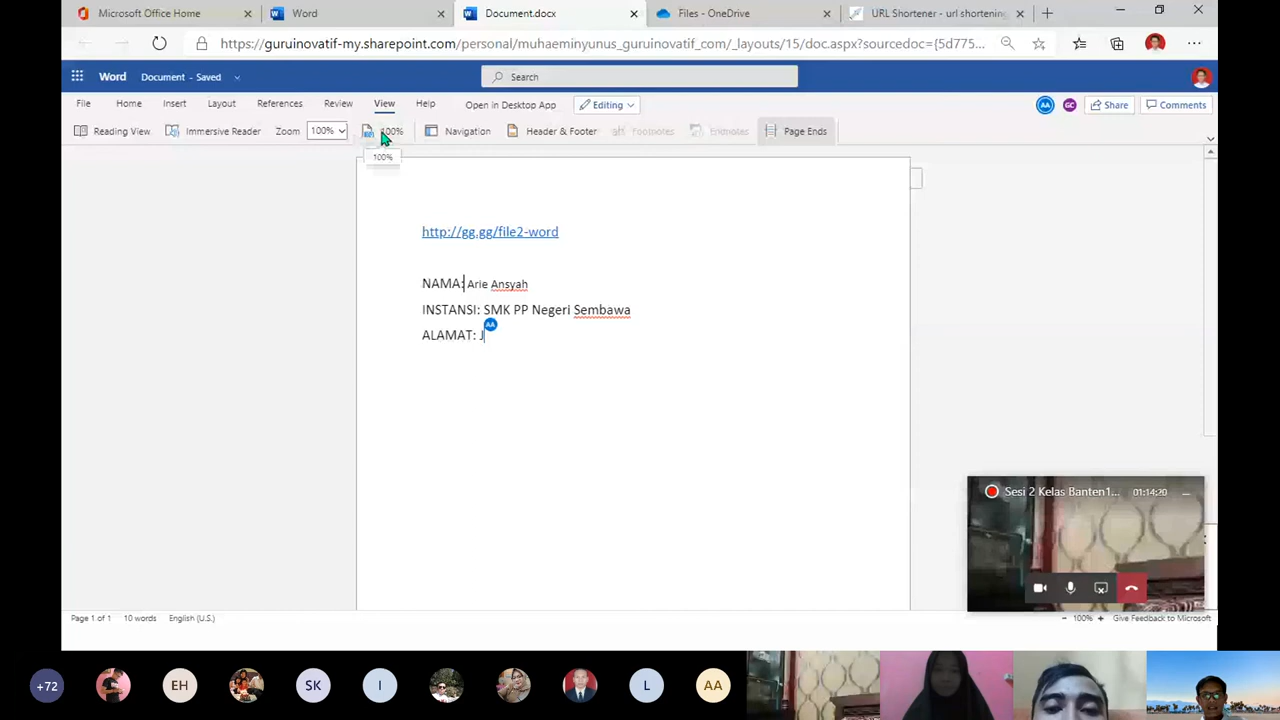 Microsoft Office Home
Word
Document.docx
Files - OneDrive
URL Shortener - url shortening
https://guruinovatif-my.sharepoint.com/personal/muhaeminyunus_guruinovatif_com/_layouts/15/doc.aspx?sourcedoc={5d775...
Word
Document - Saved
Search
File
Home
Insert
Layout
References
Review
View
Help
Open in Desktop App
Editing
AA
GC
Share
Comments
Reading View
Immersive Reader
Zoom
100%
100%
Navigation
Header & Footer
Footnotes
Endnotes
Page Ends
100%
http://gg.gg/file2-word
NAMA: Arie Ansyah
INSTANSI: SMK PP Negeri Sembawa
AA
ALAMAT: J
Sesi 2 Kelas Banten1...
01:14:20
Page 1 of 1
10 words
English (U.S.)
- 100% +
Give Feedback to Microsoft
+72
EH
SK
I
L
AA